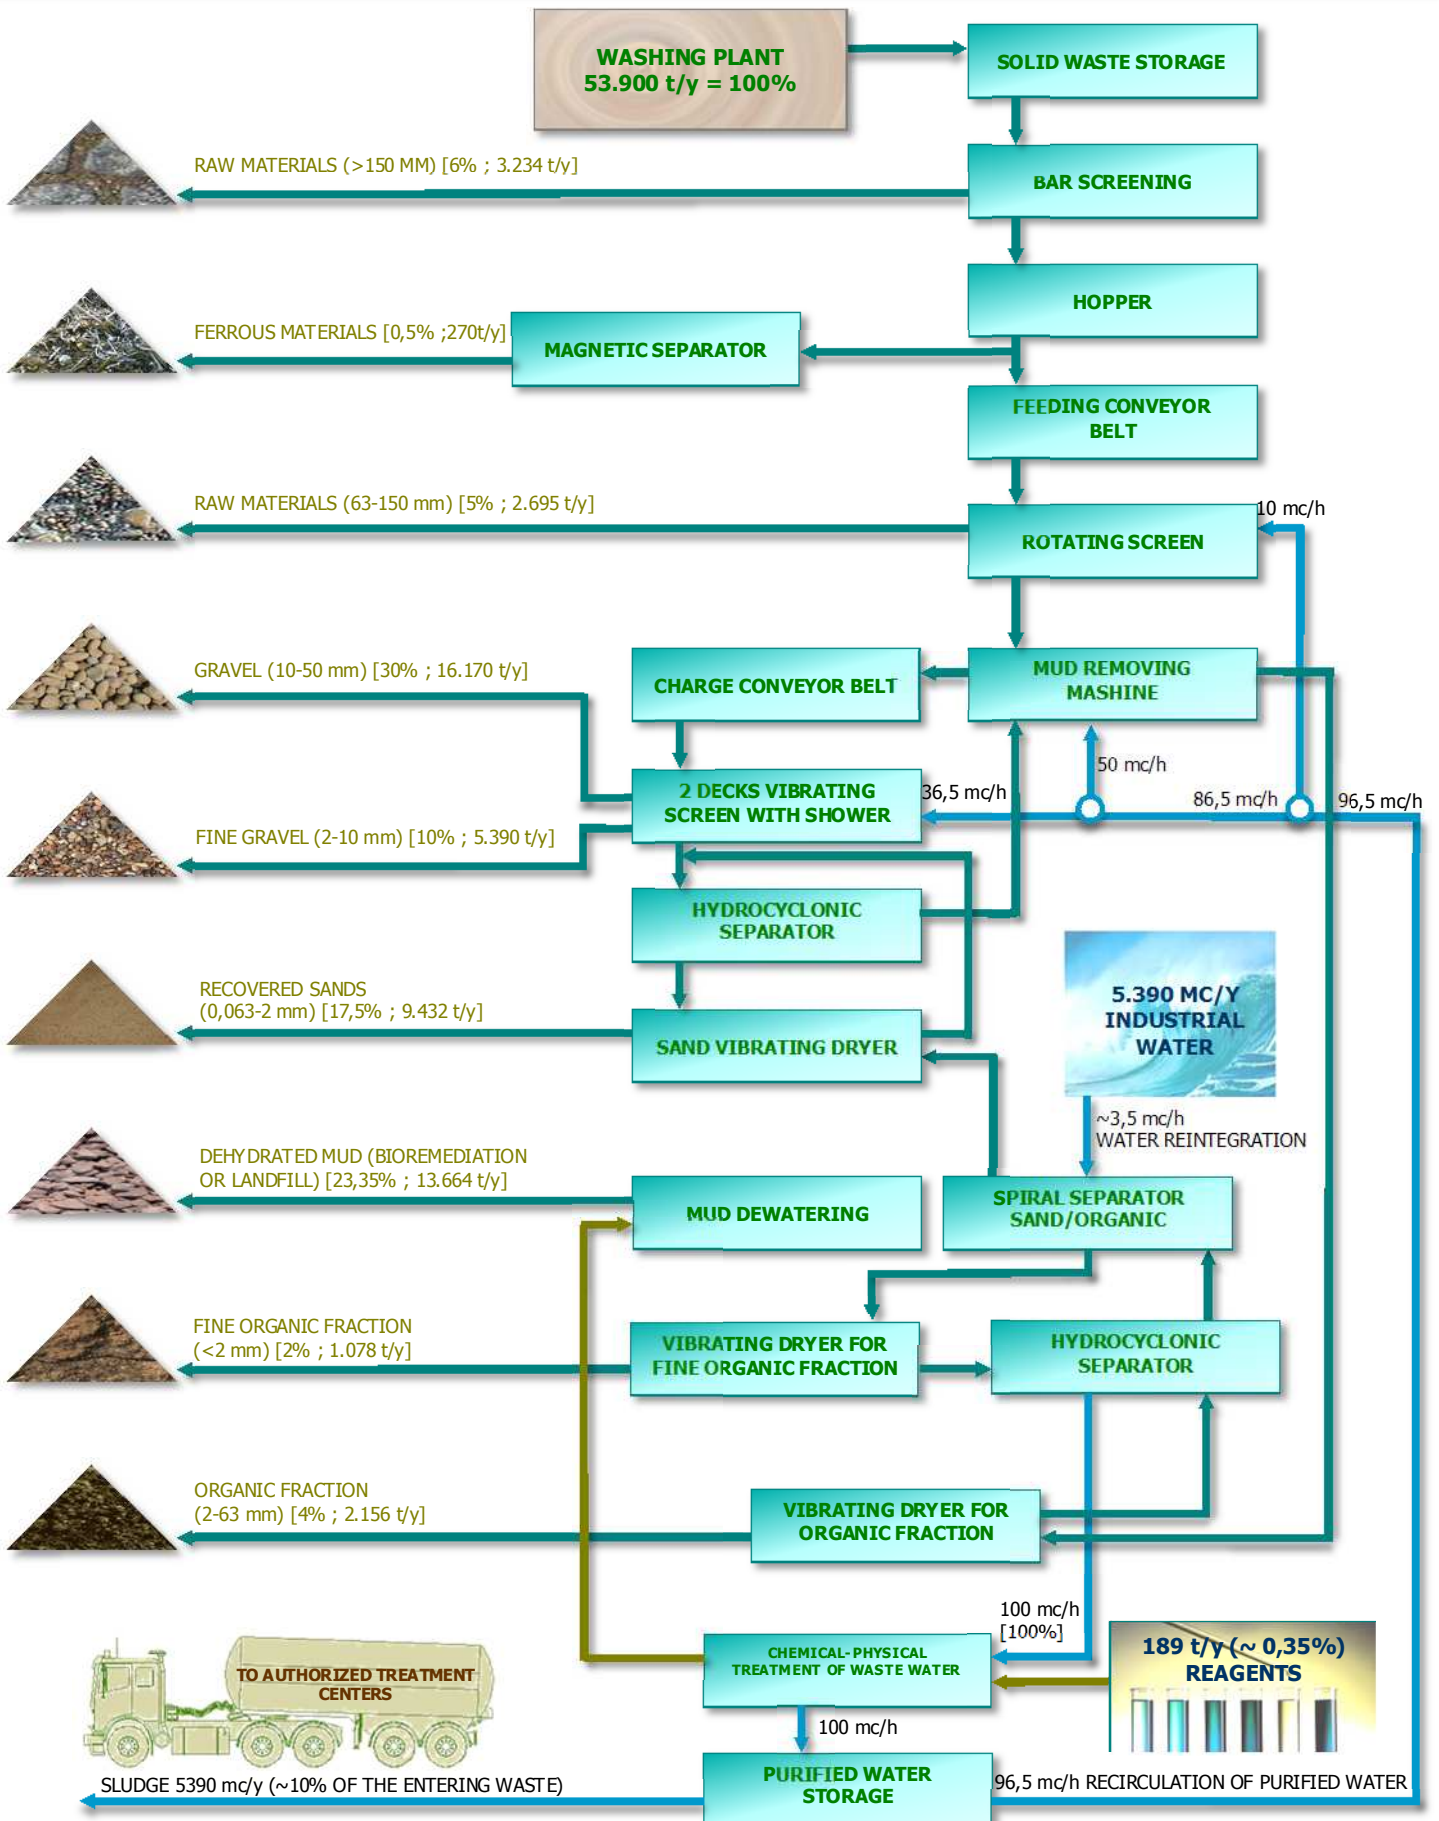 WASHING PLANT
53.900 t/y = 100%
SOLID WASTE STORAGE
RAW MATERIALS (>150 MM) [6% ; 3.234 t/y]
BAR SCREENING
HOPPER
FERROUS MATERIALS [0,5% ;270t/y]
MAGNETIC SEPARATOR
FEEDING CONVEYOR
BELT
RAW MATERIALS (63-150 mm) [5% ; 2.695 t/y]
10 mc/h
ROTATING SCREEN
GRAVEL (10-50 mm) [30% ; 16.170 t/y]
CHARGE CONVEYOR BELT
MUD REMOVING
MASHINE
50 mc/h
2 DECKS VIBRATING
SCREEN WITH SHOWER
36,5 mc/h
86,5 mc/h
96,5 mc/h
FINE GRAVEL (2-10 mm) [10% ; 5.390 t/y]
HYDROCYCLONIC
SEPARATOR
RECOVERED SANDS
(0,063-2 mm) [17,5% ; 9.432 t/y]
SAND VIBRATING DRYER
5.390 MC/Y
INDUSTRIAL
WATER
~3,5 mc/h
WATER REINTEGRATION
DEHYDRATED MUD (BIOREMEDIATION
OR LANDFILL) [23,35% ; 13.664 t/y]
MUD DEWATERING
SPIRAL SEPARATOR
SAND/ORGANIC
FINE ORGANIC FRACTION
(<2 mm) [2% ; 1.078 t/y]
VIBRATING DRYER FOR
FINE ORGANIC FRACTION
HYDROCYCLONIC
SEPARATOR
ORGANIC FRACTION
(2-63 mm) [4% ; 2.156 t/y]
VIBRATING DRYER FOR
ORGANIC FRACTION
100 mc/h
[100%]
CHEMICAL-PHYSICAL
TREATMENT OF WASTE WATER
189 t/y (~ 0,35%)
REAGENTS
TO AUTHORIZED TREATMENT
CENTERS
100 mc/h
SLUDGE 5390 mc/y (~10% OF THE ENTERING WASTE)
PURIFIED WATER
STORAGE
96,5 mc/h RECIRCULATION OF PURIFIED WATER